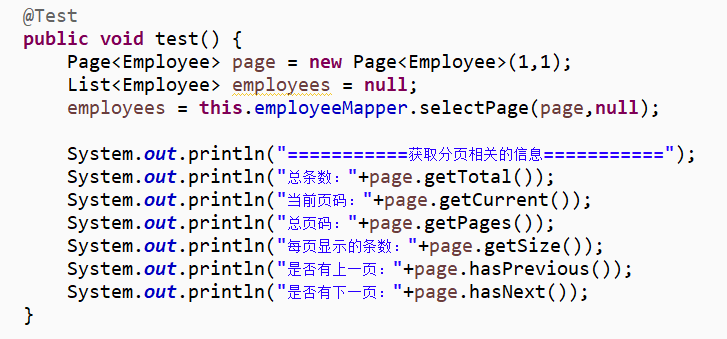 @Test
public void test() {
Page<Employee> page = new Page<Employee>(1,1);
List<Employee> employees = null;
employees = this.employeeMapper.selectPage(page,null);
System.out.println("===========获取分页相关的信息===========");
System.out.println("总条数："+page.getTotal());
System.out.println("当前页码："+page.getCurrent());
System.out.println("总页码："+page.getPages());
System.out.println("每页显示的条数："+page.getSize());
System.out.println("是否有上一页："+page.hasPrevious());
System.out.println("是否有下一页："+page.hasNext());
}